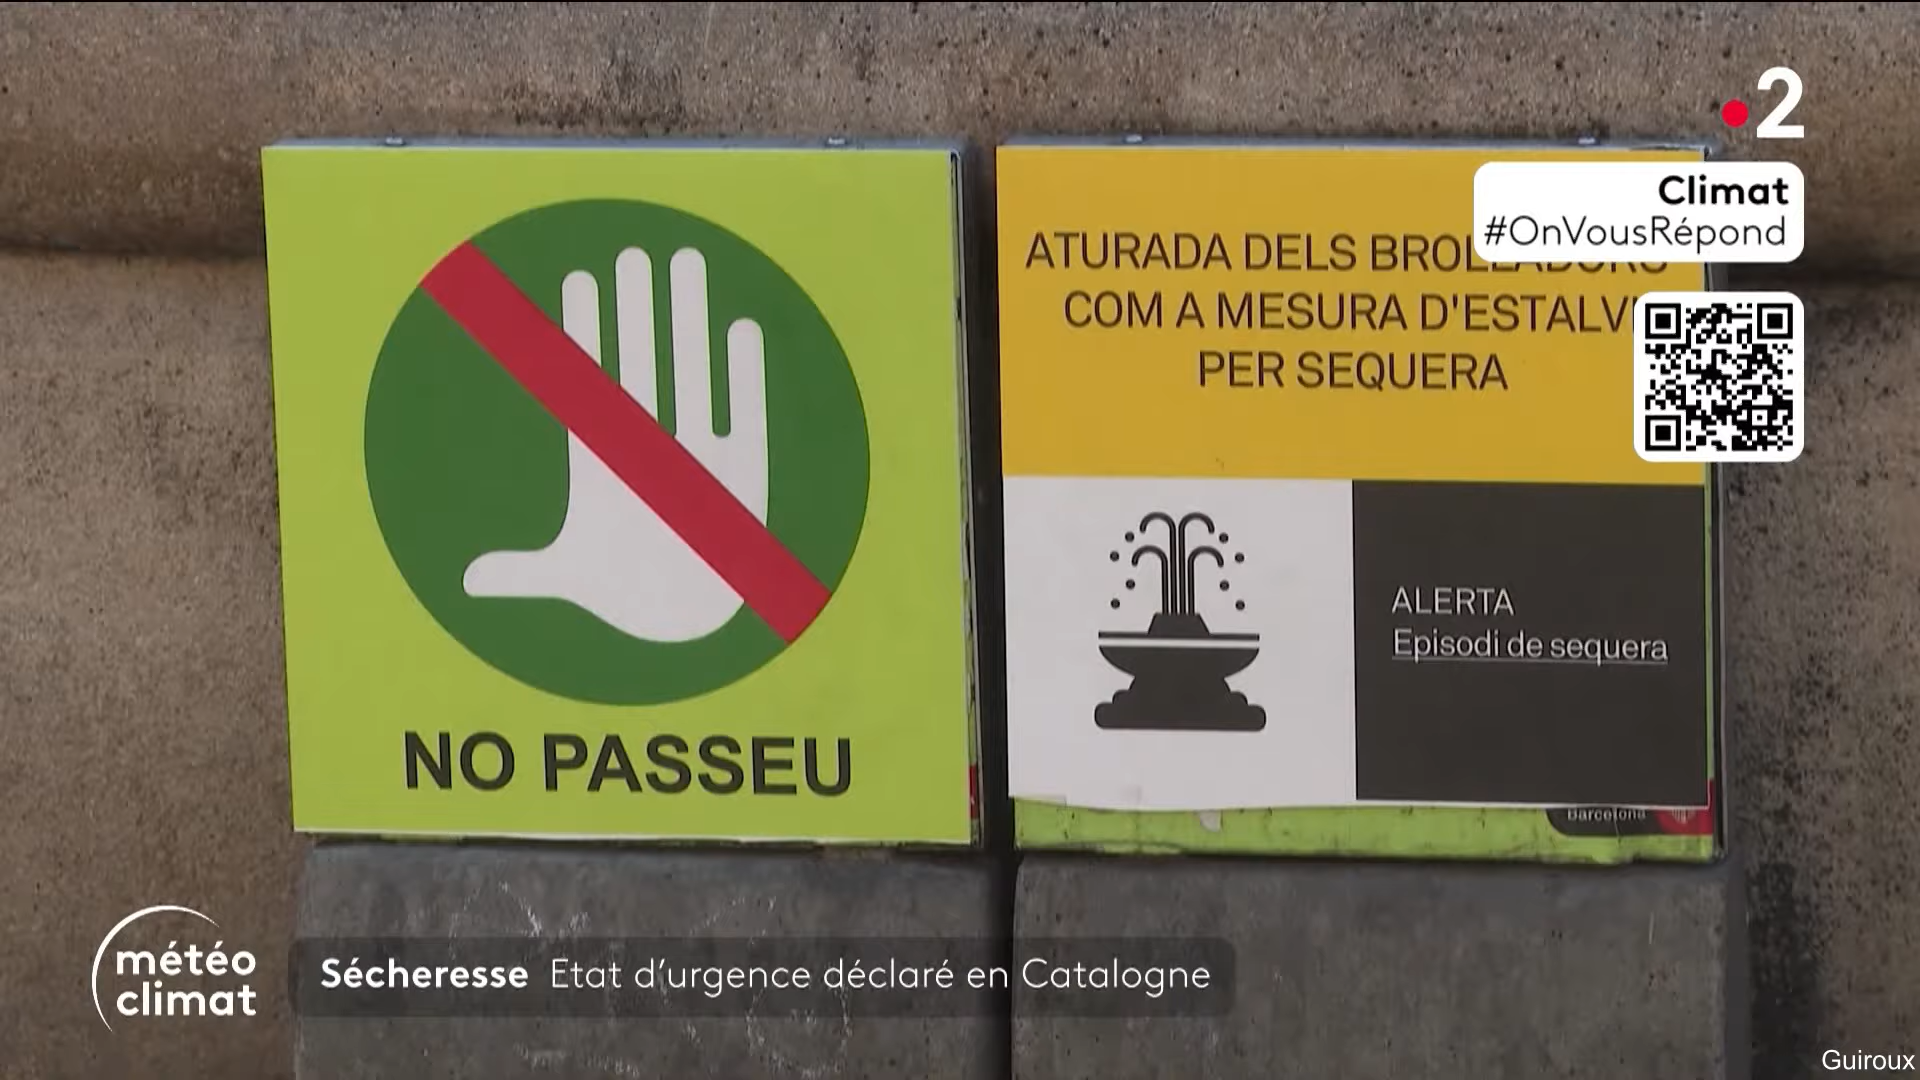 2
Climat
#OnVousRépond
ATURADA DELS
COM A MESURA D'ESTALVI
PER SEQUERA
ALERTA
Episodi de sequera
NO PASSEU
Barcelona
météo
climat
Sécheresse Etat d’urgence déclaré en Catalogne
Guiroux